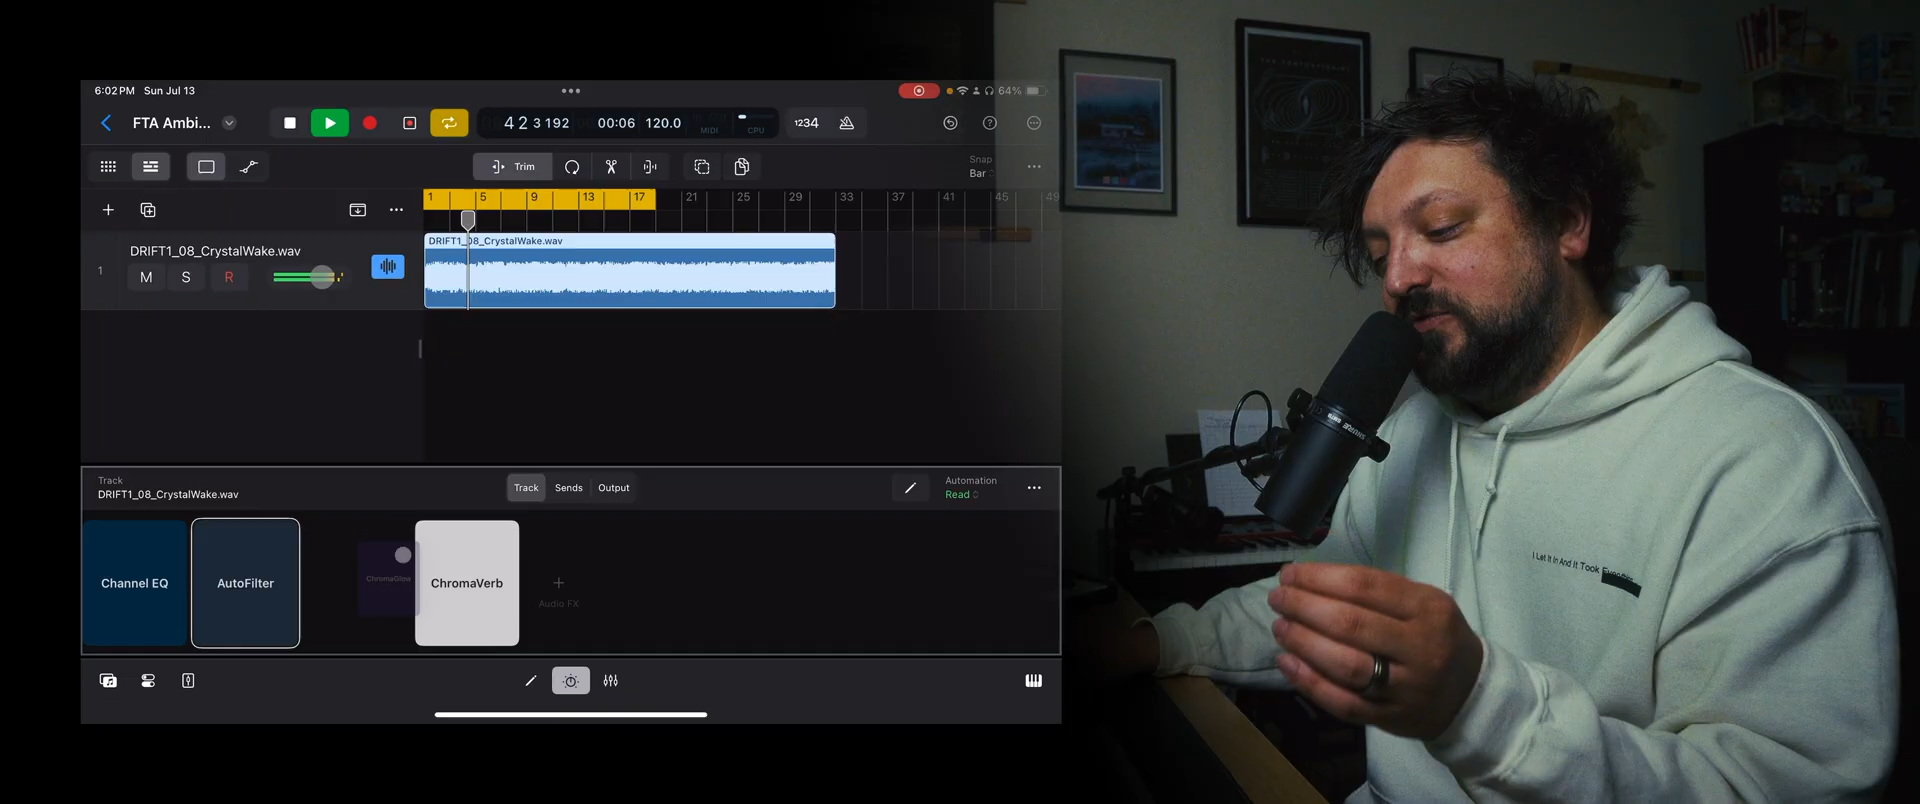 6:02 PM Sun Jul 13
64%
FTA Ambi...
4 2 3 192 00:06 120.0
MIDI
CPU
1234
Trim
Snap
Bar
1 5 9 13 17 21 25 29 33 37 41 45 49
DRIFT1_08_CrystalWake.wav
1
DRIFT1_08_CrystalWake.wav
M S R
Track
DRIFT1_08_CrystalWake.wav
Track Sends Output
Automation
Read
Channel EQ
AutoFilter
ChromaGlow
ChromaVerb
Audio FX
SHURE SM7B
I Let It In And It Took